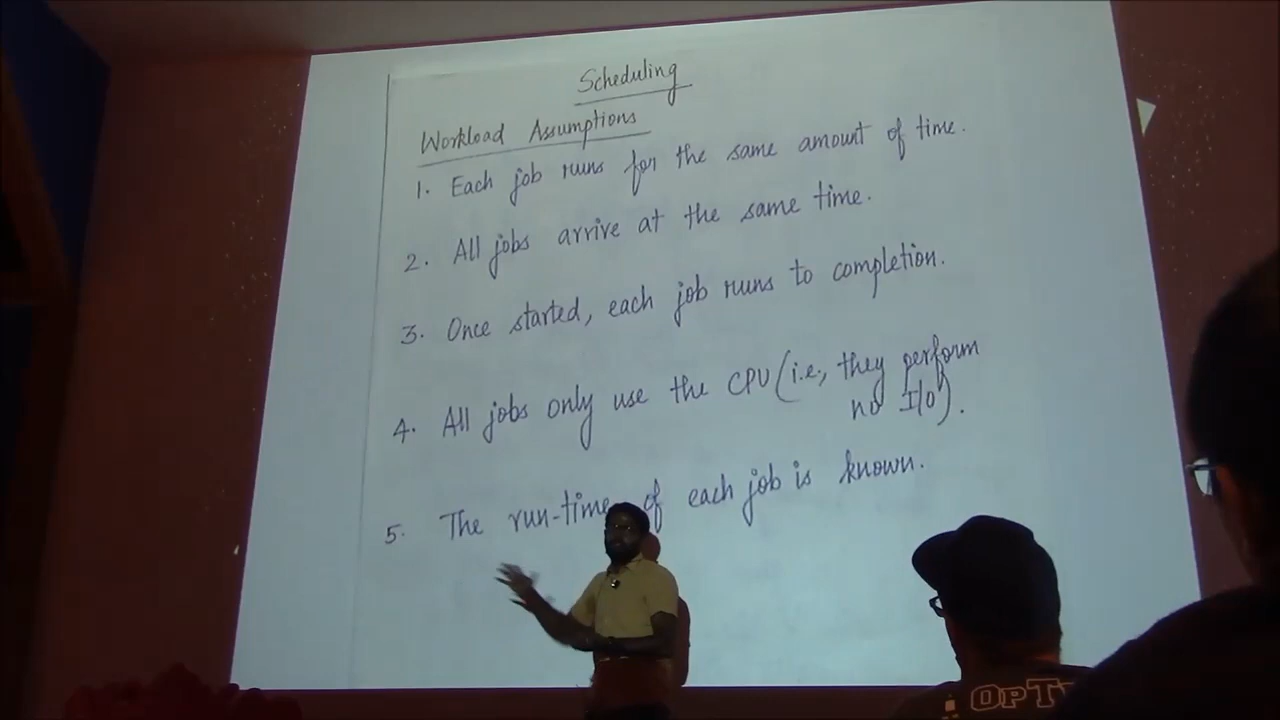 Scheduling
Workload Assumptions
1. Each job runs for the same amount of time.
2. All jobs arrive at the same time.
3. Once started, each job runs to completion.
4. All jobs only use the CPU (i.e., they perform
no I/O).
5. The run-time of each job is known.